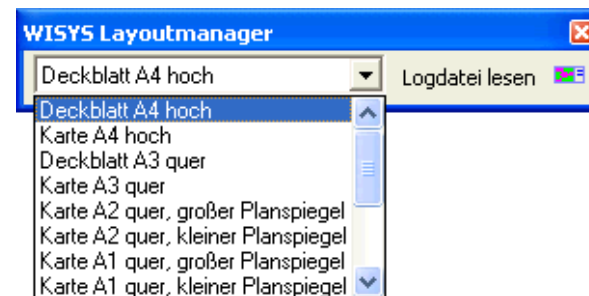 WISYS Layoutmanager
Deckblatt A4 hoch
Logdatei lesen
Deckblatt A4 hoch
Karte A4 hoch
Deckblatt A3 quer
Karte A3 quer
Karte A2 quer, großer Planspiegel
Karte A2 quer, kleiner Planspiegel
Karte A1 quer, großer Planspiegel
Karte A1 quer, kleiner Planspiegel